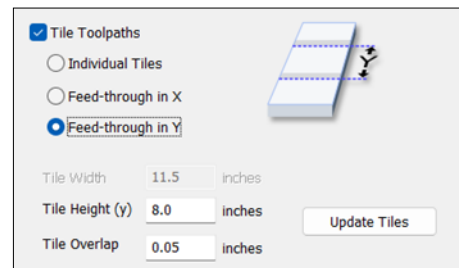 Tile Toolpaths
Individual Tiles
Feed-through in X
Feed-through in Y
Y
Tile Width 11.5 inches
Tile Height (y) 8.0 inches
Tile Overlap 0.05 inches
Update Tiles